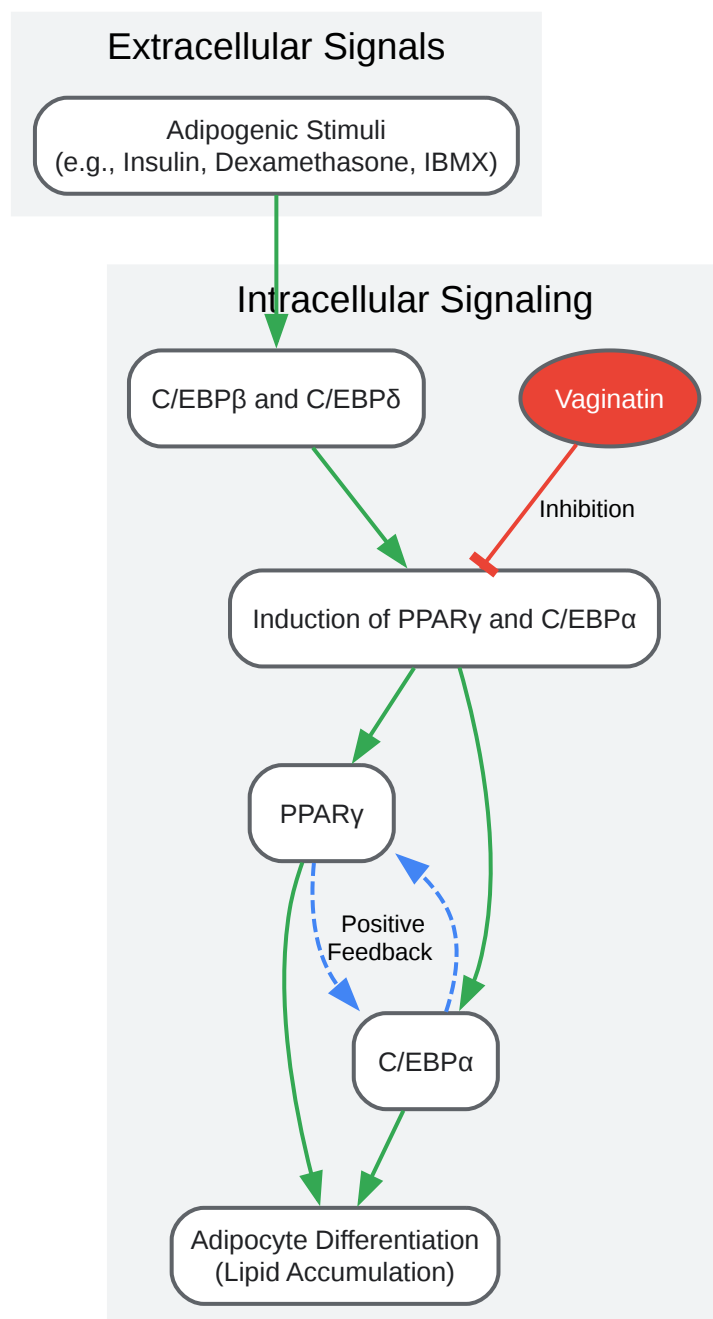 Extracellular Signals
Adipogenic Stimuli
(e.g., Insulin, Dexamethasone, IBMX)
Intracellular Signaling
C/EBPβ and C/EBPδ
Vaginatin
Inhibition
Induction of PPARγ and C/EBPα
PPARγ
Positive
Feedback
C/EBPα
Adipocyte Differentiation
(Lipid Accumulation)